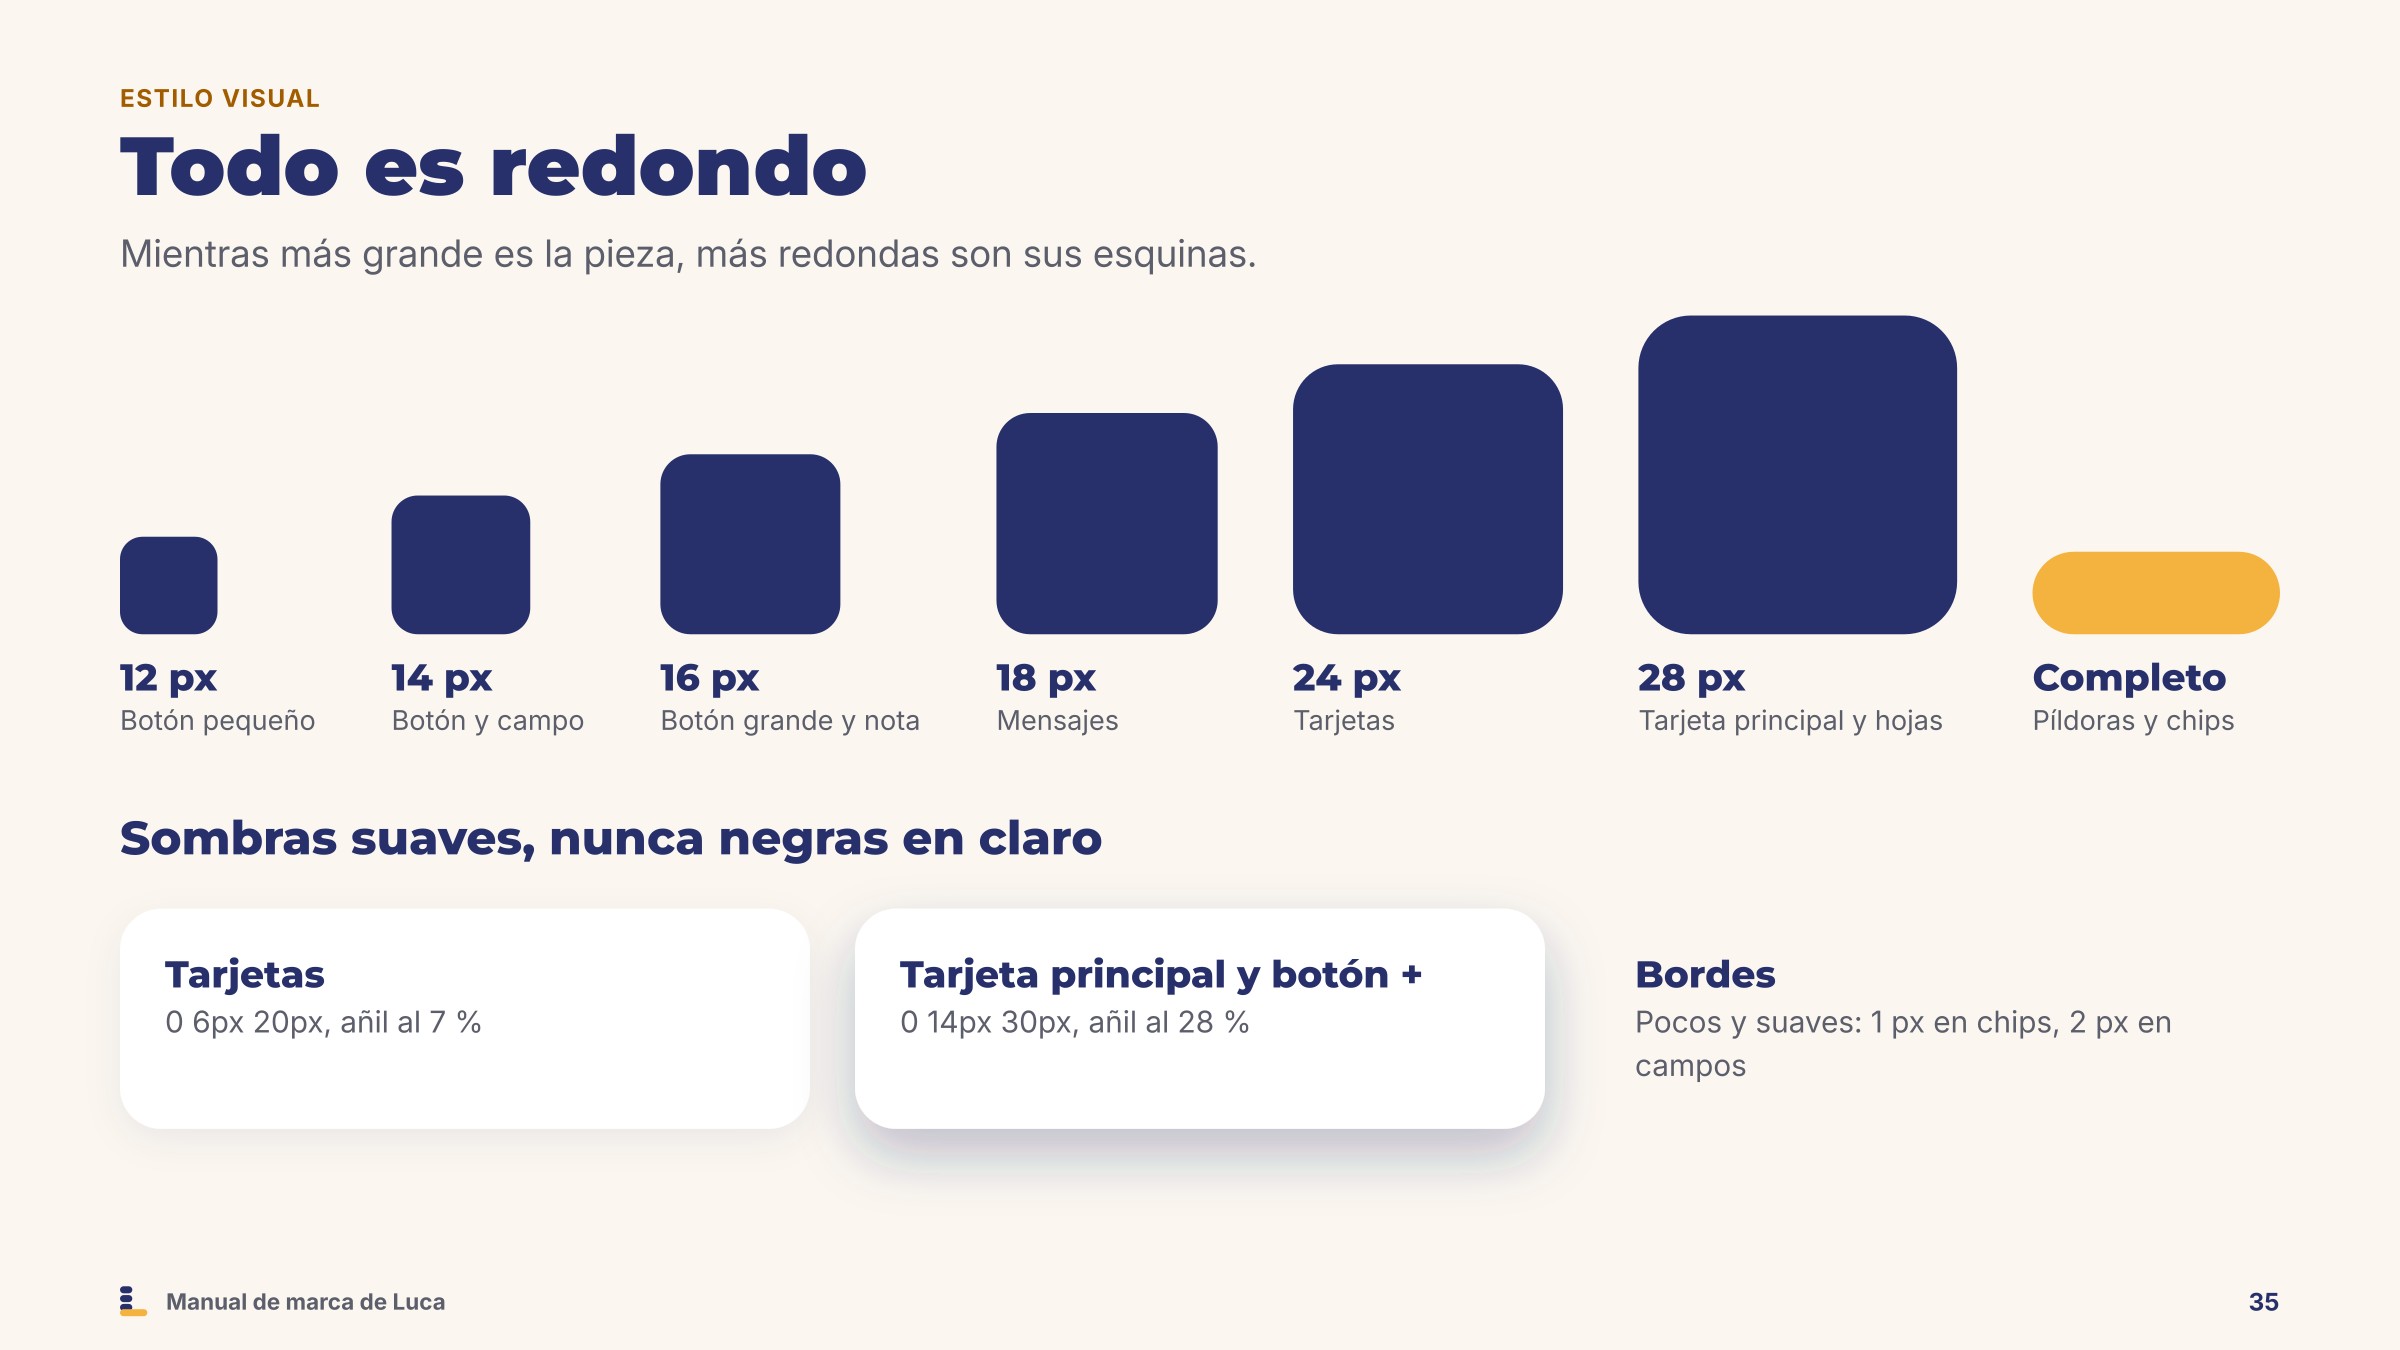 ESTILO VISUAL
Todo es redondo
Mientras más grande es la pieza, más redondas son sus esquinas.
12 px
Botón pequeño
14 px
Botón y campo
16 px
Botón grande y nota
18 px
Mensajes
24 px
Tarjetas
28 px
Tarjeta principal y hojas
Completo
Píldoras y chips
Sombras suaves, nunca negras en claro
Tarjetas
0 6px 20px, añil al 7 %
Tarjeta principal y botón +
0 14px 30px, añil al 28 %
Bordes
Pocos y suaves: 1 px en chips, 2 px en
campos
Manual de marca de Luca
35